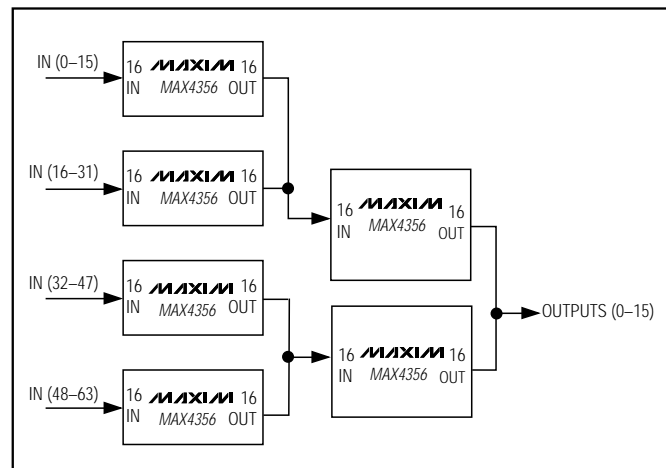 IN (0–15)
16 MAXIM 16
IN MAX4356 OUT
IN (16–31)
16 MAXIM 16
IN MAX4356 OUT
16 MAXIM 16
IN MAX4356 OUT
IN (32–47)
16 MAXIM 16
IN MAX4356 OUT
OUTPUTS (0–15)
16 MAXIM 16
IN MAX4356 OUT
IN (48–63)
16 MAXIM 16
IN MAX4356 OUT